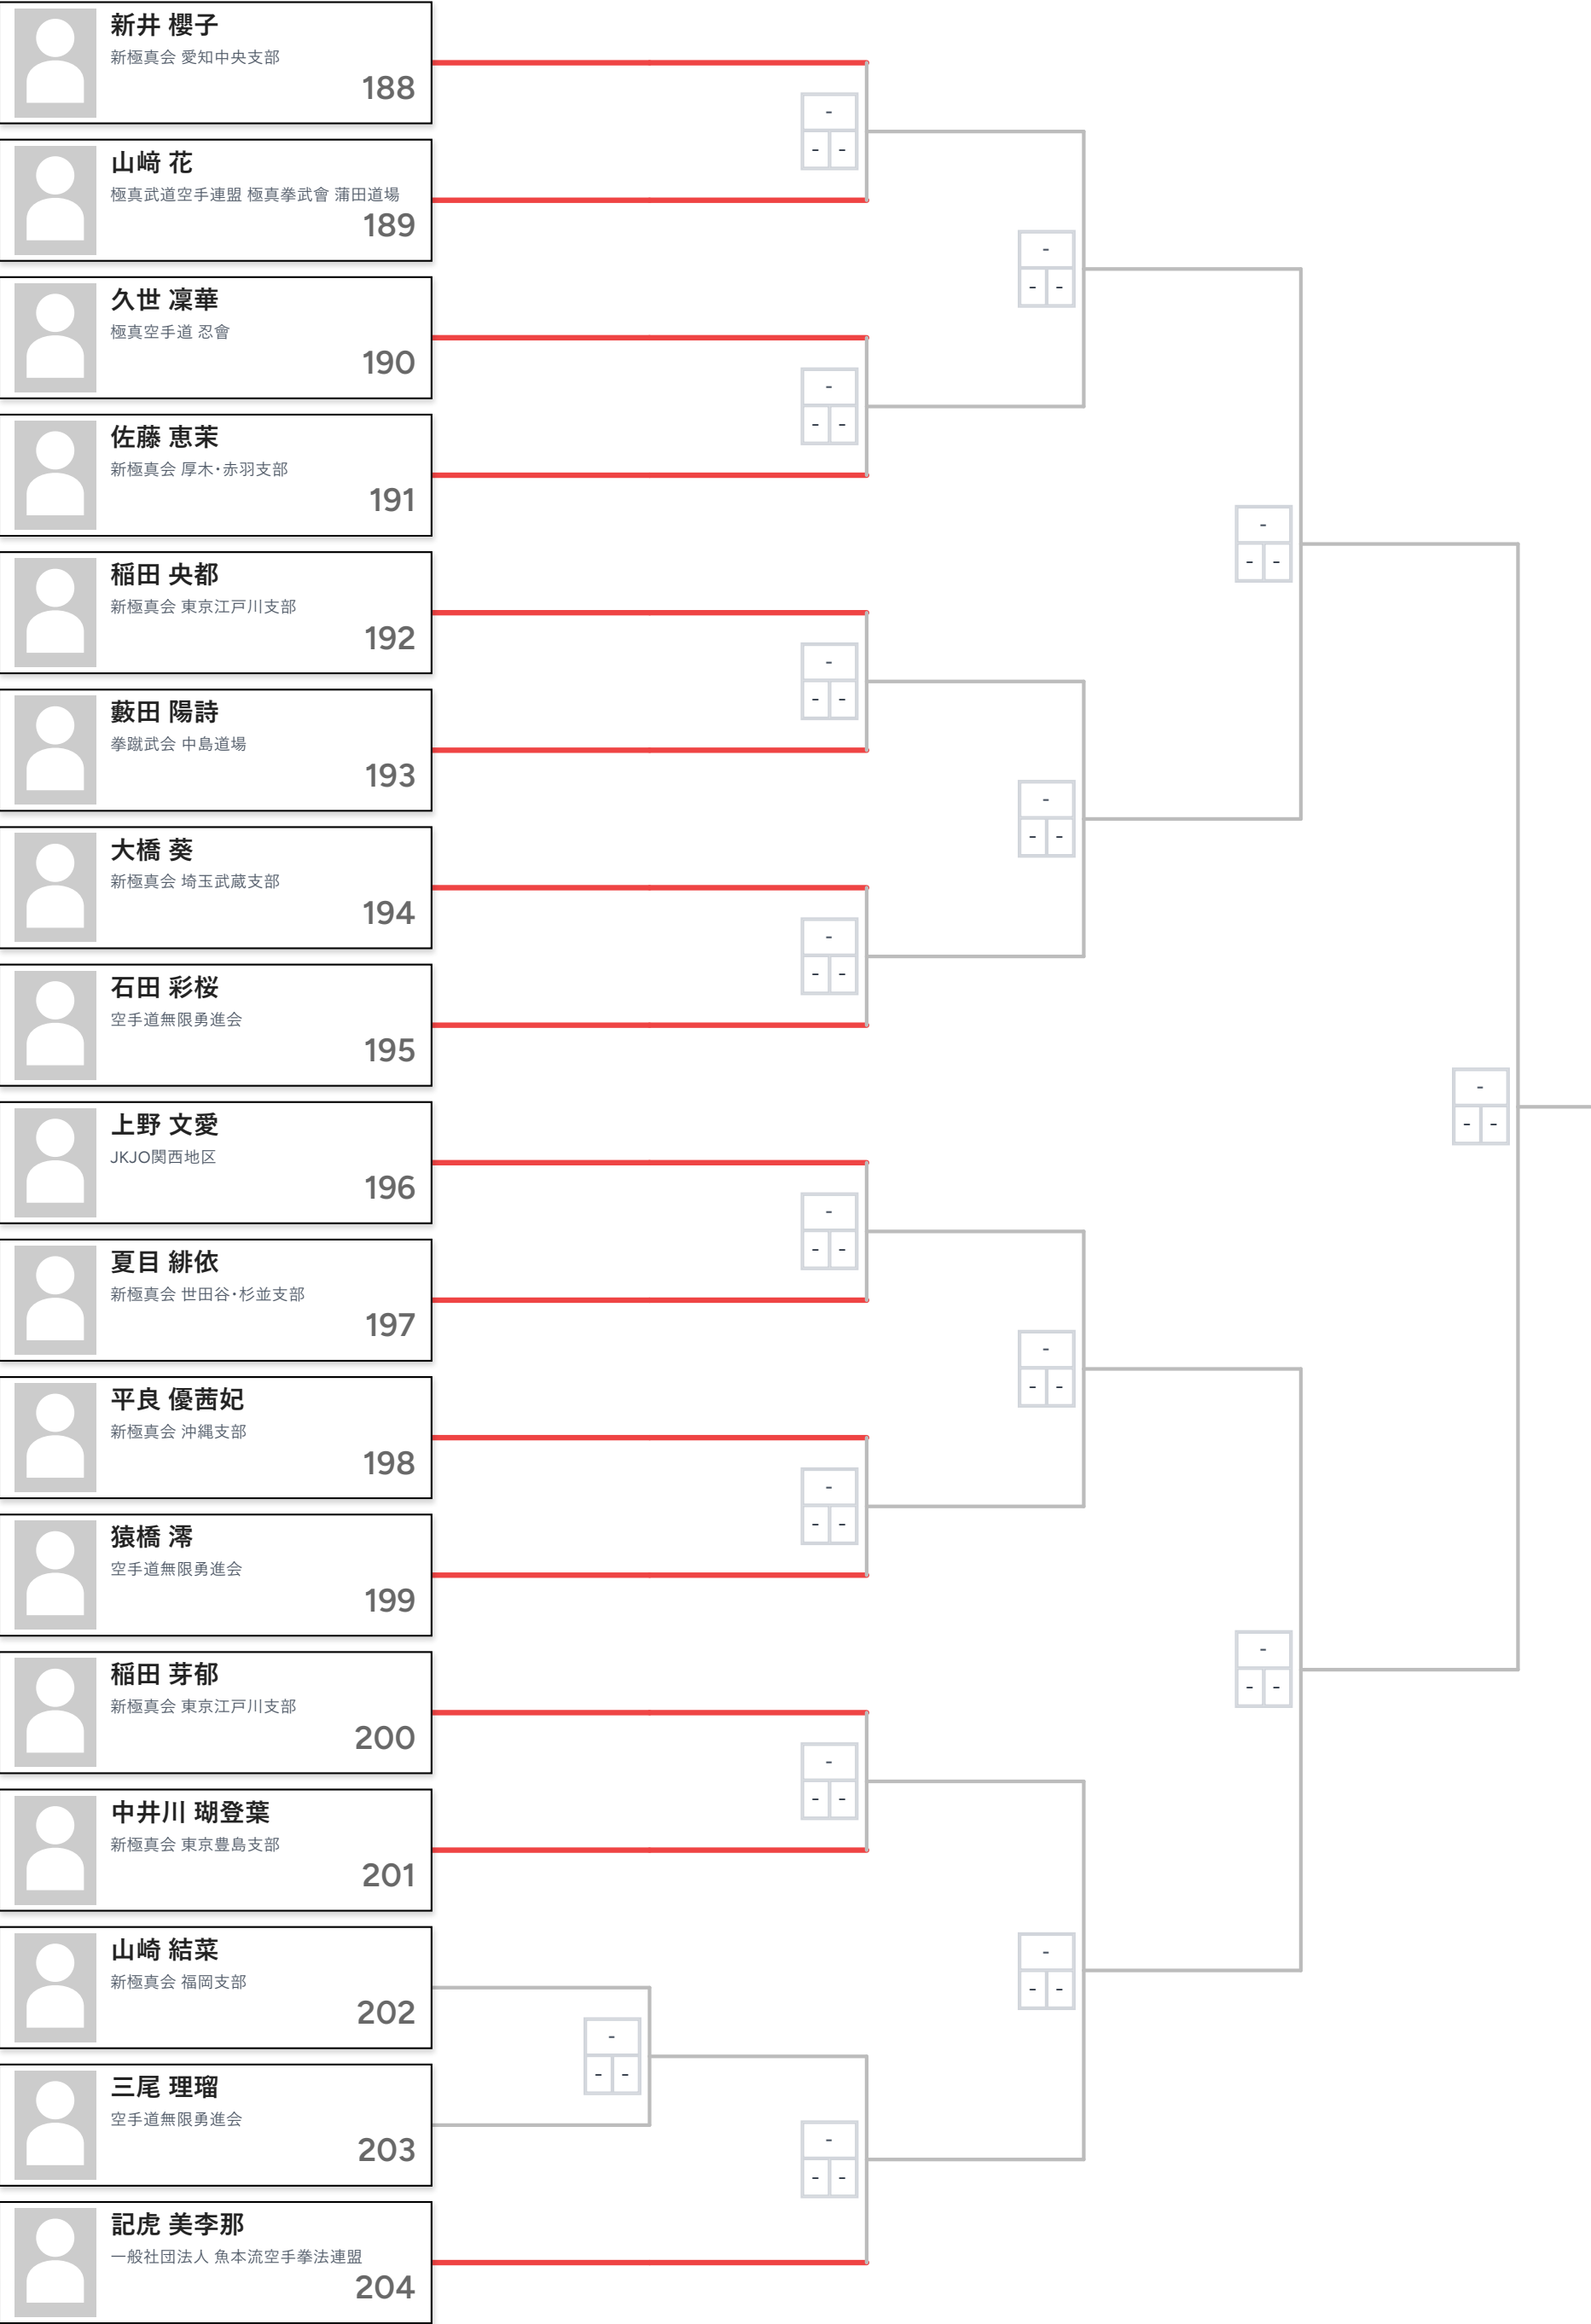 新井 櫻子
新極真会 愛知中央支部
188
-
- -
山﨑 花
極真武道空手連盟 極真拳武會 蒲田道場
189
-
- -
久世 凜華
極真空手道 忍會
190
-
- -
佐藤 恵茉
新極真会 厚木・赤羽支部
191
-
- -
稲田 央都
新極真会 東京江戸川支部
192
-
- -
藪田 陽詩
拳蹴武会 中島道場
193
-
- -
大橋 葵
新極真会 埼玉武蔵支部
194
-
- -
石田 彩桜
空手道無限勇進会
195
-
- -
上野 文愛
JKJO関西地区
196
-
- -
夏目 緋依
新極真会 世田谷・杉並支部
197
-
- -
平良 優茜妃
新極真会 沖縄支部
198
-
- -
猿橋 澪
空手道無限勇進会
199
-
- -
稲田 芽郁
新極真会 東京江戸川支部
200
-
- -
中井川 瑚登葉
新極真会 東京豊島支部
201
-
- -
山崎 結菜
新極真会 福岡支部
202
-
- -
三尾 理瑠
空手道無限勇進会
203
-
- -
記虎 美李那
一般社団法人 魚本流空手拳法連盟
204